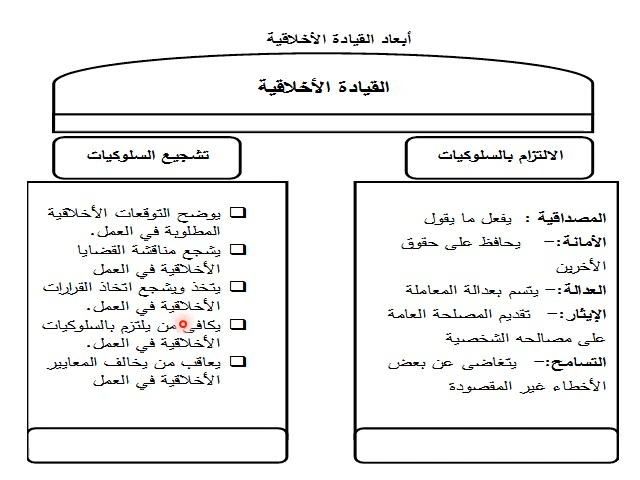 أبعاد القيادة الأخلاقية
القيادة الأخلاقية
الالتزام بالسلوكيات
المصداقية : يفعل ما يقول
الأمانة:– يحافظ على حقوق
الأخرين
العدالة:– يتسم بعدالة المعاملة
الإيثار:– تقديم المصلحة العامة
على مصالحه الشخصية
التسامح:– يتغاضى عن بعض
الأخطاء غير المقصودة
تشجيع السلوكيات
❑ يوضح التوقعات الأخلاقية
المطلوبة في العمل.
❑ يشجع مناقشة القضايا
الأخلاقية في العمل
❑ يتخذ ويشجع اتخاذ القرارات
الأخلاقية في العمل.
❑ يكافئ من يلتزم بالسلوكيات
الأخلاقية في العمل.
❑ يعاقب من يخالف المعايير
الأخلاقية في العمل